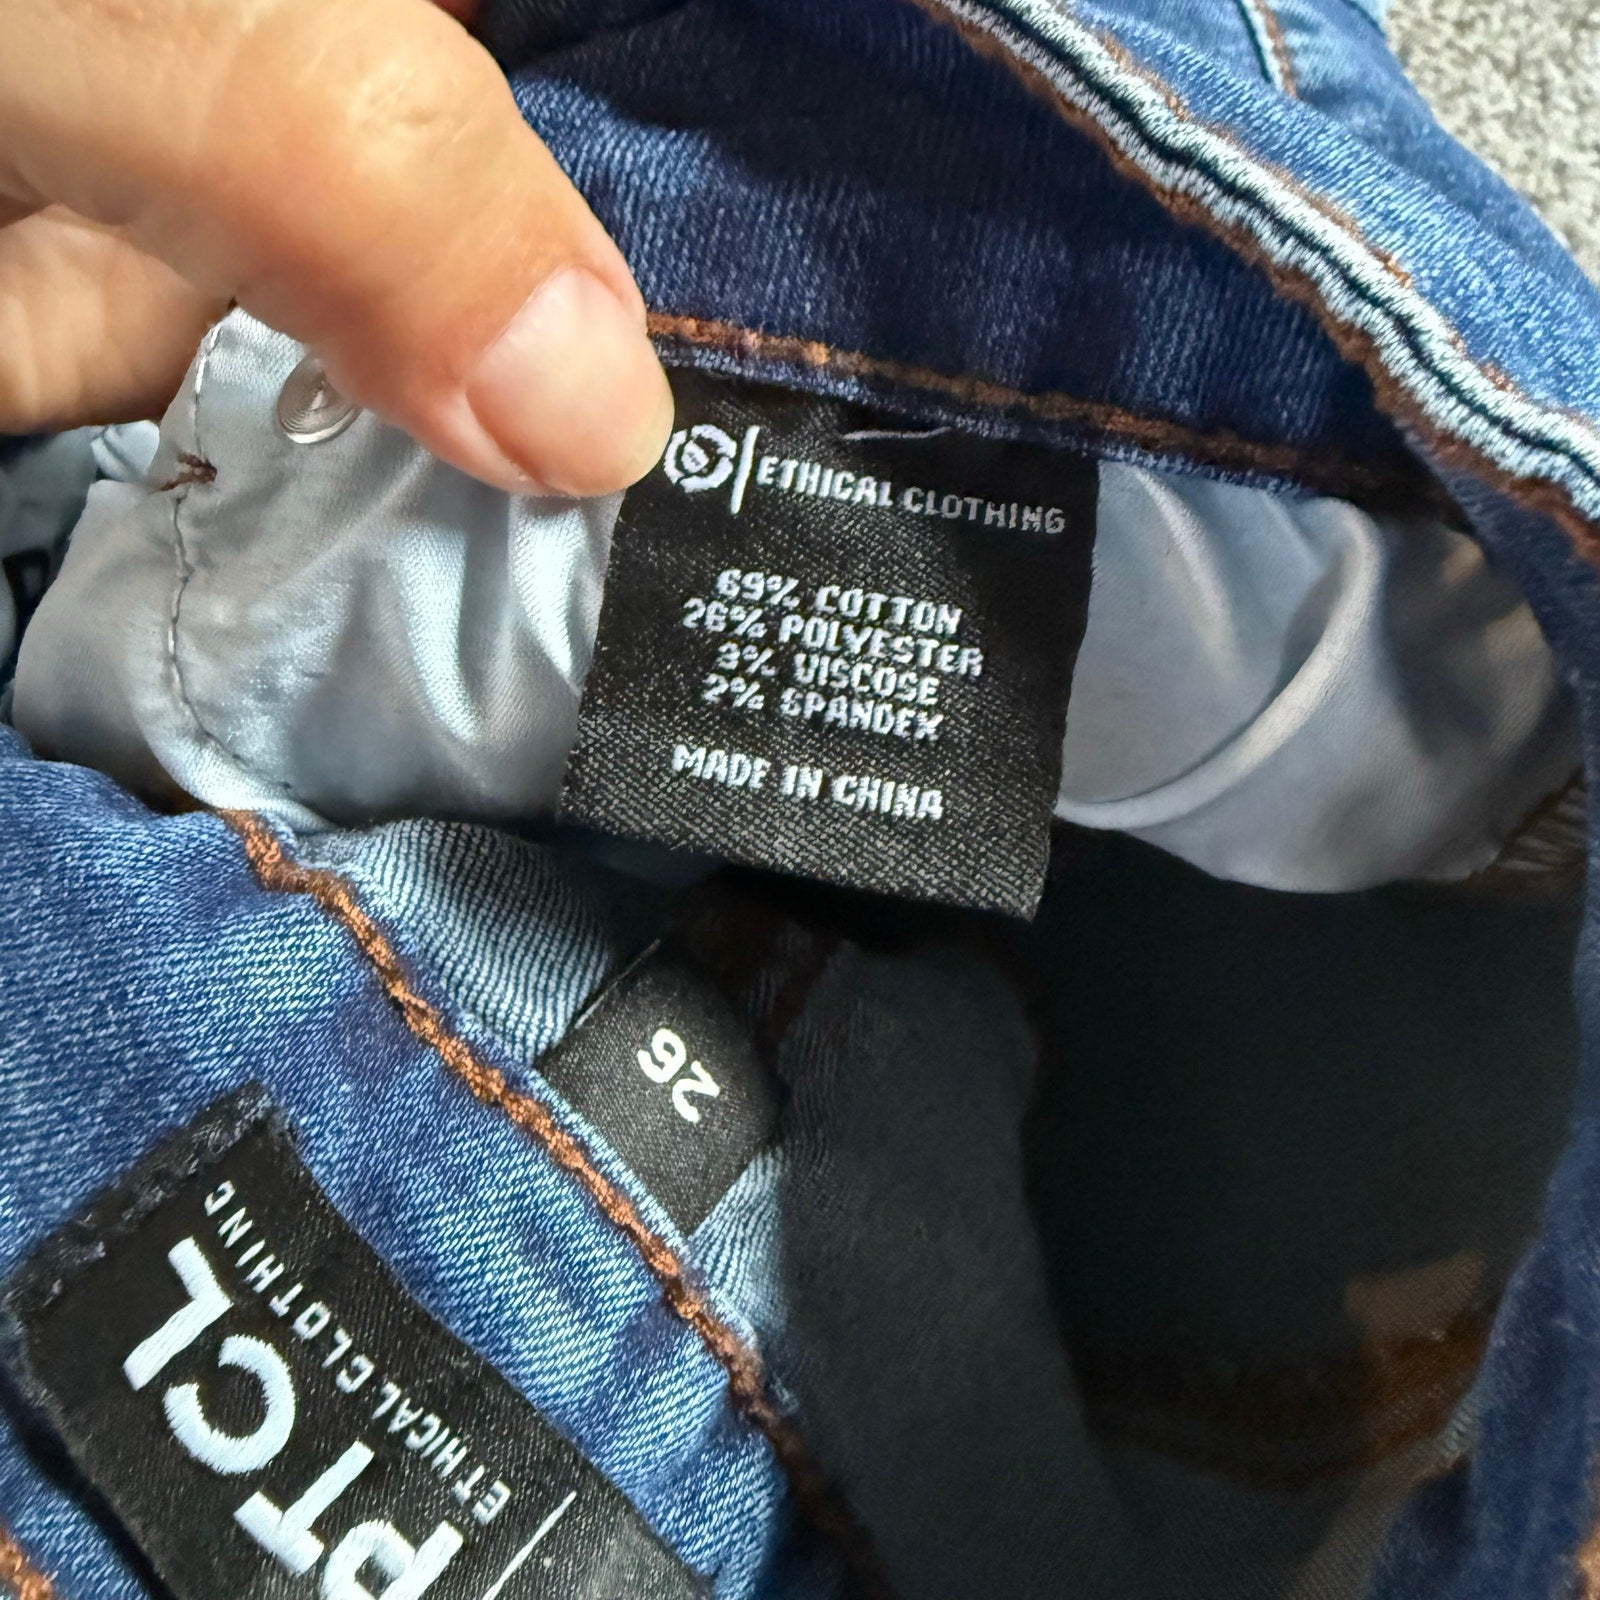 ETHICAL CLOTHING
69% COTTON
26% POLYESTER
3% VISCOSE
2% SPANDEX
MADE IN CHINA
26
PTCL
ETHICAL CLOTHING